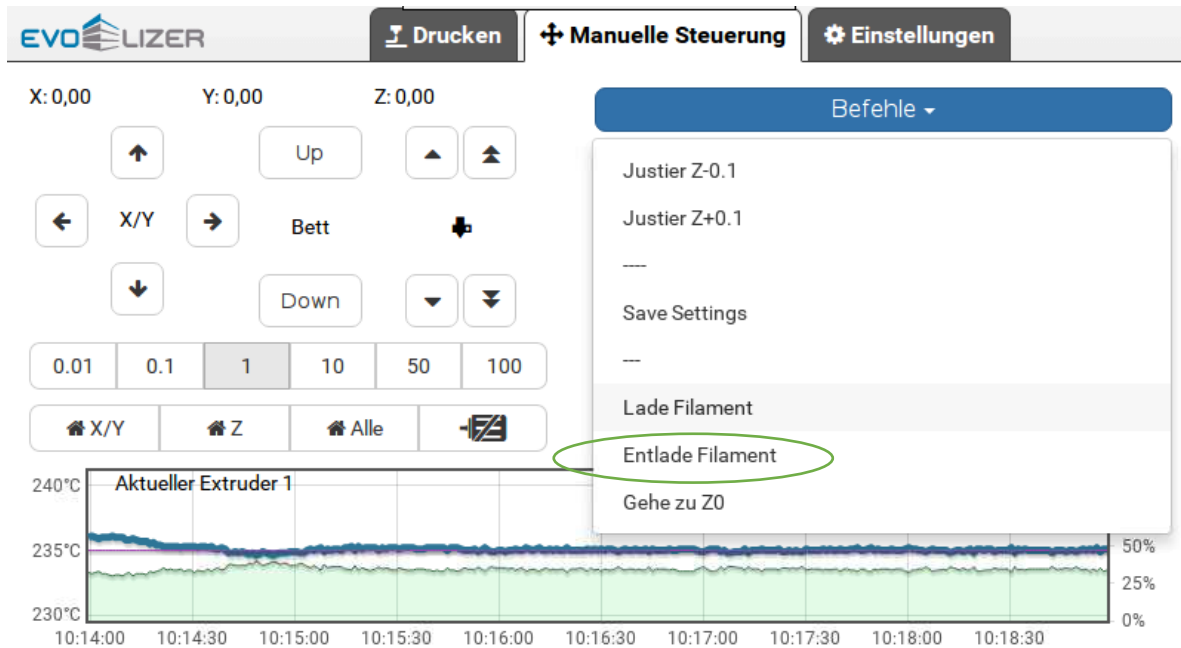 EVOLIZER
Drucken
Manuelle Steuerung
Einstellungen
X: 0,00 Y: 0,00 Z: 0,00
Befehle
Up
X/Y
Bett
Down
0.01 0.1 1 10 50 100
X/Y Z Alle
Justier Z-0.1
Justier Z+0.1
----
Save Settings
---
Lade Filament
Entlade Filament
Gehe zu Z0
Aktueller Extruder 1
240°C
235°C
230°C
50%
25%
0%
10:14:00 10:14:30 10:15:00 10:15:30 10:16:00 10:16:30 10:17:00 10:17:30 10:18:00 10:18:30